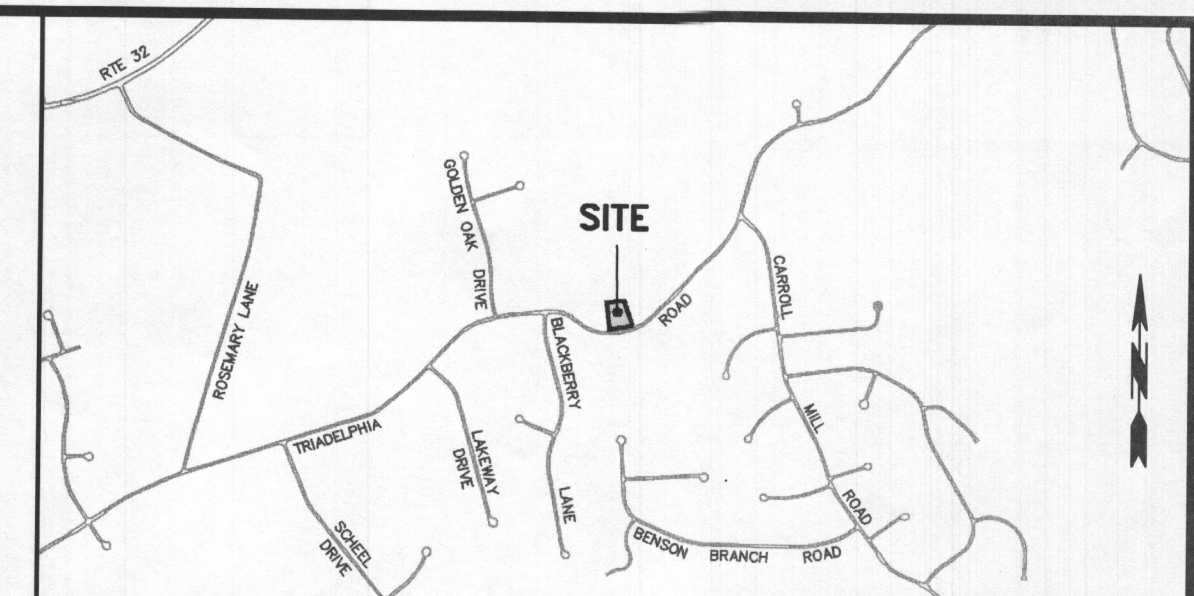 RTE 32
GOLDEN OAK DRIVE
SITE
ROAD
CARROLL
ROSEMARY LANE
BLACKBERRY
TRIADELPHIA
MILL
LAKEWAY
DRIVE
LANE
ROAD
SCHEEL
DRIVE
BENSON BRANCH ROAD
N